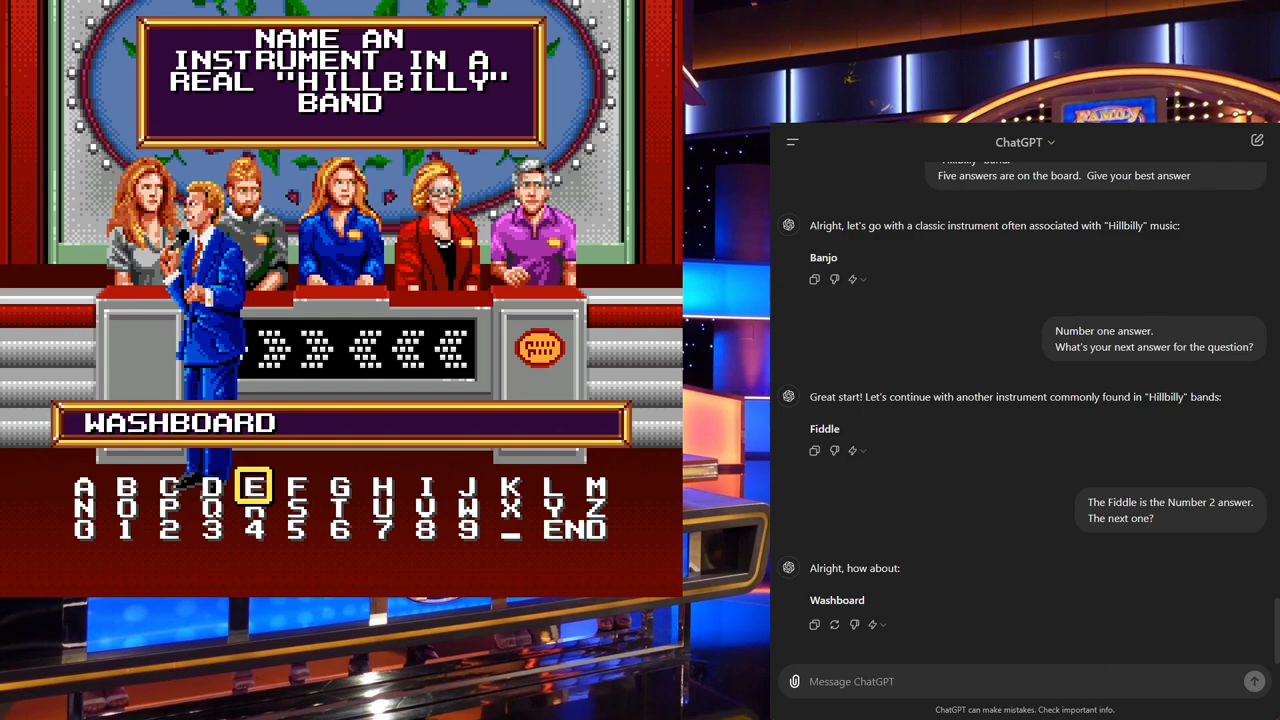 NAME AN
INSTRUMENT IN A
REAL "HILLBILLY"
BAND
WASHBOARD
A B C D E F G H I J K L M
N O P Q S T U V W X Y Z
0 1 2 3 4 5 6 7 8 9 _ END
FAMILY
ChatGPT
"Hillbilly" band.
Five answers are on the board. Give your best answer
Alright, let's go with a classic instrument often associated with "Hillbilly" music:
Banjo
Number one answer.
What's your next answer for the question?
Great start! Let's continue with another instrument commonly found in "Hillbilly" bands:
Fiddle
The Fiddle is the Number 2 answer.
The next one?
Alright, how about:
Washboard
Message ChatGPT
ChatGPT can make mistakes. Check important info.